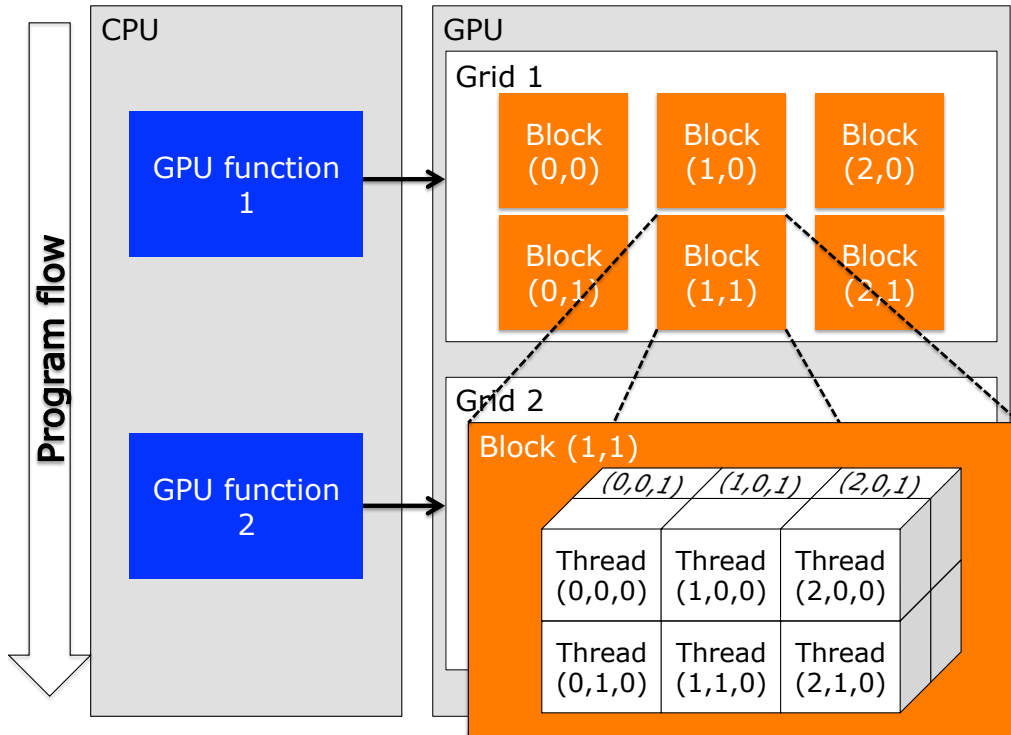 CPU
GPU
Program flow
GPU function
1
Grid 1
Block
(0,0)
Block
(1,0)
Block
(2,0)
Block
(0,1)
Block
(1,1)
Block
(2,1)
GPU function
2
Grid 2
Block (1,1)
(0,0,1)
(1,0,1)
(2,0,1)
Thread
(0,0,0)
Thread
(1,0,0)
Thread
(2,0,0)
Thread
(0,1,0)
Thread
(1,1,0)
Thread
(2,1,0)